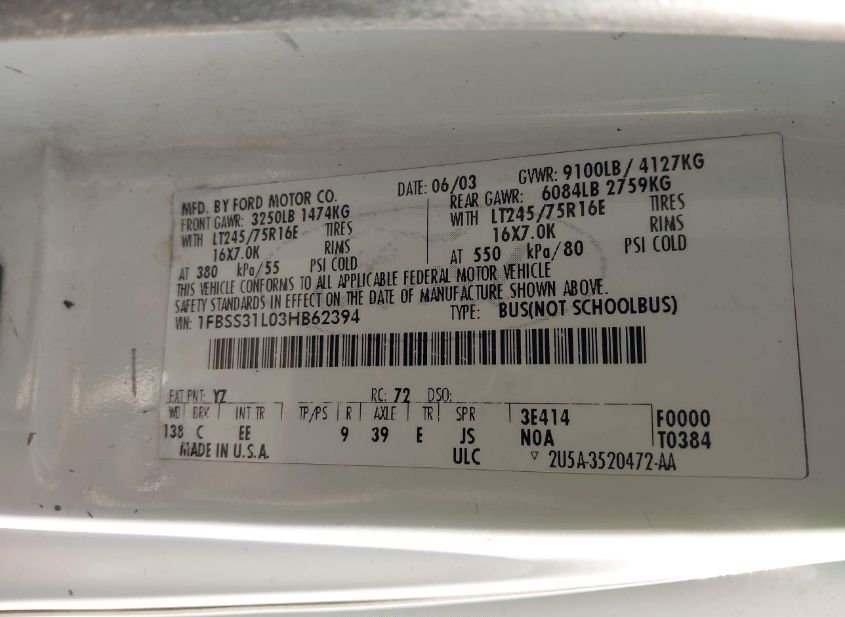 MFD. BY FORD MOTOR CO. DATE: 06/03 GVWR: 9100LB/ 4127KG
FRONT GAWR: 3250LB 1474KG REAR GAWR: 6084LB 2759KG
WITH LT245/75R16E TIRES WITH LT245/75R16E TIRES
16X7.0K RIMS 16X7.0K RIMS
AT 380 kPa/55 PSI COLD AT 550 kPa/80 PSI COLD
THIS VEHICLE CONFORMS TO ALL APPLICABLE FEDERAL MOTOR VEHICLE
SAFETY STANDARDS IN EFFECT ON THE DATE OF MANUFACTURE SHOWN ABOVE.
VIN: 1FBSS31L03HB62394 TYPE: BUS(NOT SCHOOLBUS)
EXT PNT: YZ RC: 72 DSO:
WB BRK INT TR TP/PS R AXLE TR SPR 3E414 F0000
138 C EE 9 39 E JS N0A T0384
MADE IN U.S.A. ULC ▽ 2U5A-3520472-AA